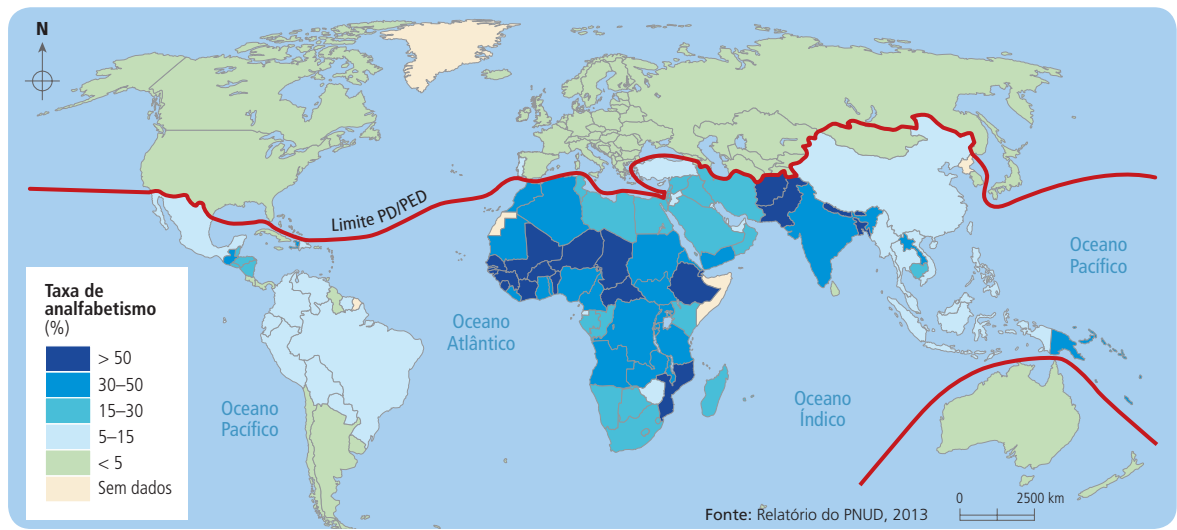 N
Limite PD/PED
Oceano
Pacífico
Oceano
Atlântico
Oceano
Pacífico
Oceano
Índico
Taxa de
analfabetismo
(%)
> 50
30–50
15–30
5–15
< 5
Sem dados
0 2500 km
Fonte: Relatório do PNUD, 2013